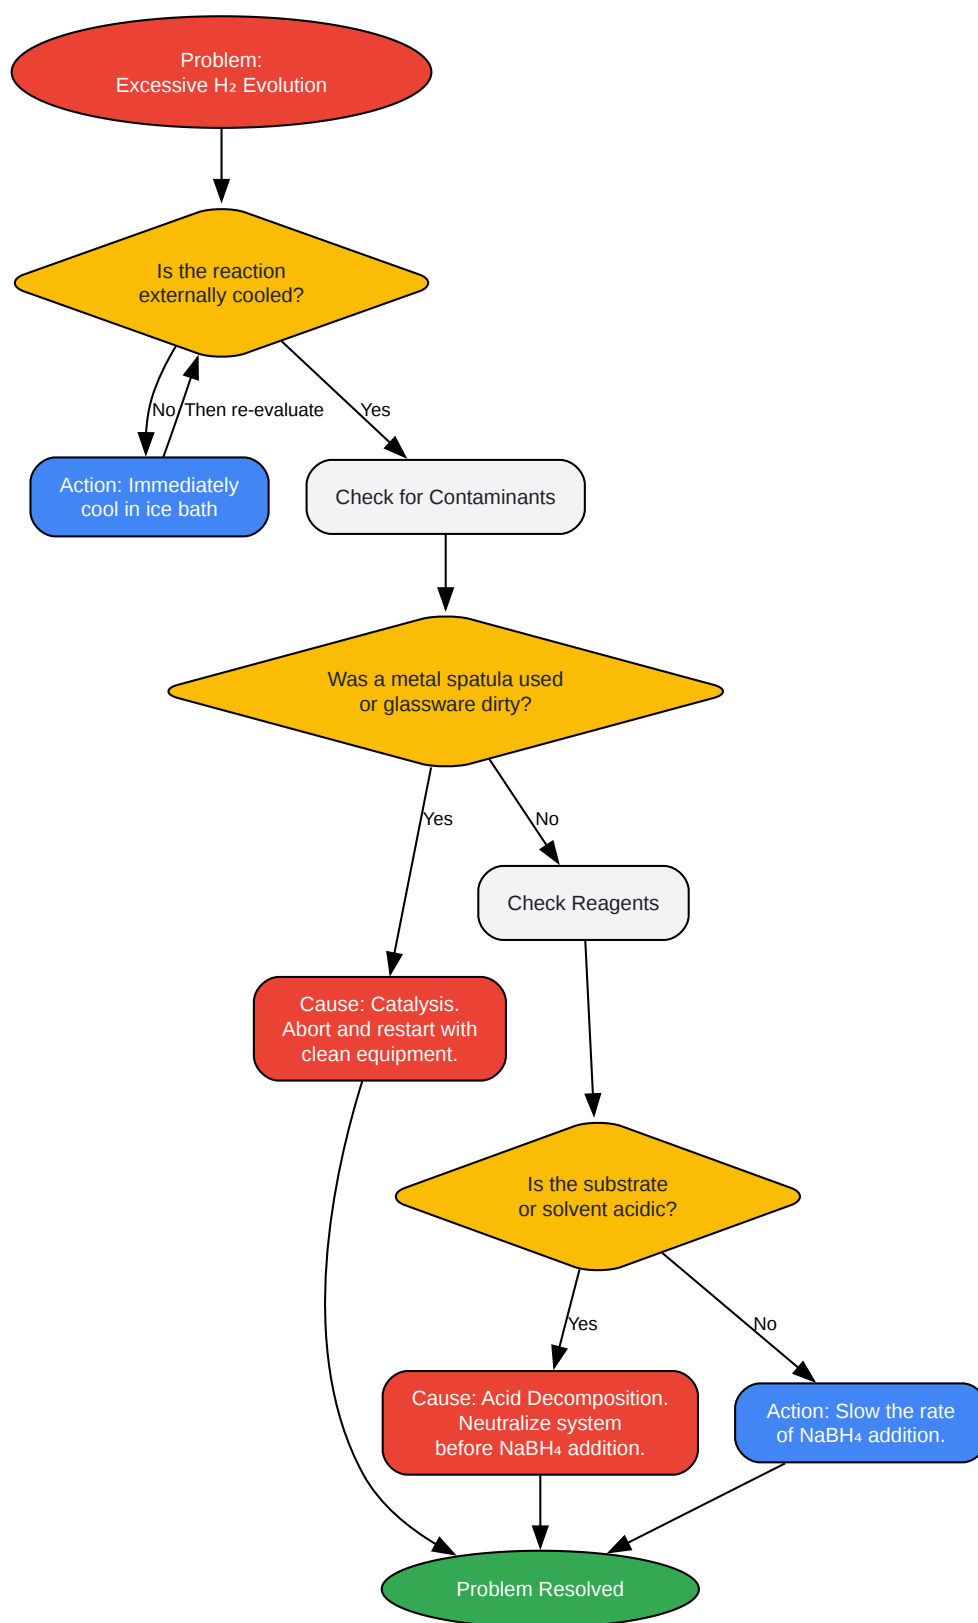 Problem:
Excessive H₂ Evolution
Is the reaction
externally cooled?
No
Then re-evaluate
Yes
Action: Immediately
cool in ice bath
Check for Contaminants
Was a metal spatula used
or glassware dirty?
Yes
No
Check Reagents
Cause: Catalysis.
Abort and restart with
clean equipment.
Is the substrate
or solvent acidic?
Yes
No
Cause: Acid Decomposition.
Neutralize system
before NaBH₄ addition.
Action: Slow the rate
of NaBH₄ addition.
Problem Resolved